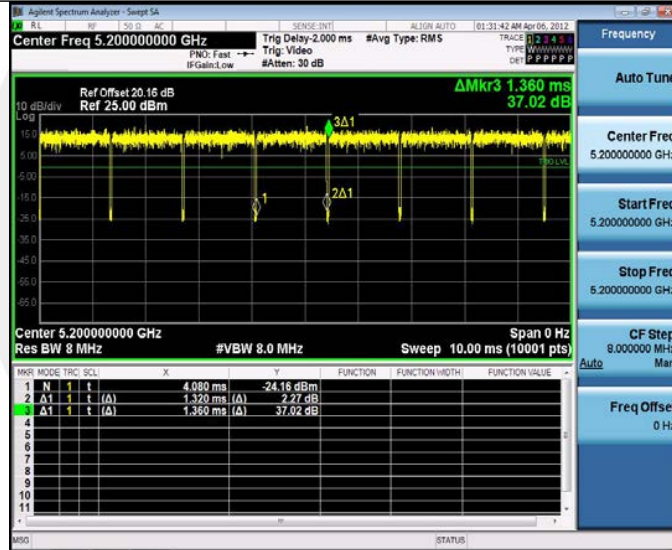 Agilent Spectrum Analyzer - Swept SA
RL RF 50 Ω AC SENSE:INT ALIGN AUTO 01:31:42 AM Apr 06, 2012
Center Freq 5.200000000 GHz
PNO: Fast
IFGain:Low
Trig Delay-2.000 ms
Trig: Video
#Atten: 30 dB
#Avg Type: RMS
TRACE 1 2 3 4 5 6
TYPE WWWWWW
DET P P P P P P
Frequency
ΔMkr3 1.360 ms
37.02 dB
Ref Offset 20.16 dB
10 dB/div Ref 25.00 dBm
Log
15.0
5.00
-5.00
-15.0
-25.0
-35.0
-45.0
-55.0
-65.0
3Δ1
TRIG LVL
1
2Δ1
Center 5.200000000 GHz Span 0 Hz
Res BW 8 MHz #VBW 8.0 MHz Sweep 10.00 ms (10001 pts)
MKR MODE TRC SCL X Y FUNCTION FUNCTION WIDTH FUNCTION VALUE
1 N 1 t 4.080 ms -24.16 dBm
2 Δ1 1 t (Δ) 1.320 ms (Δ) 2.27 dB
3 Δ1 1 t (Δ) 1.360 ms (Δ) 37.02 dB
4
5
6
7
8
9
10
11
MSG STATUS
Auto Tune
Center Freq
5.200000000 GHz
Start Freq
5.200000000 GHz
Stop Freq
5.200000000 GHz
CF Step
8.000000 MHz
Auto Man
Freq Offset
0 Hz